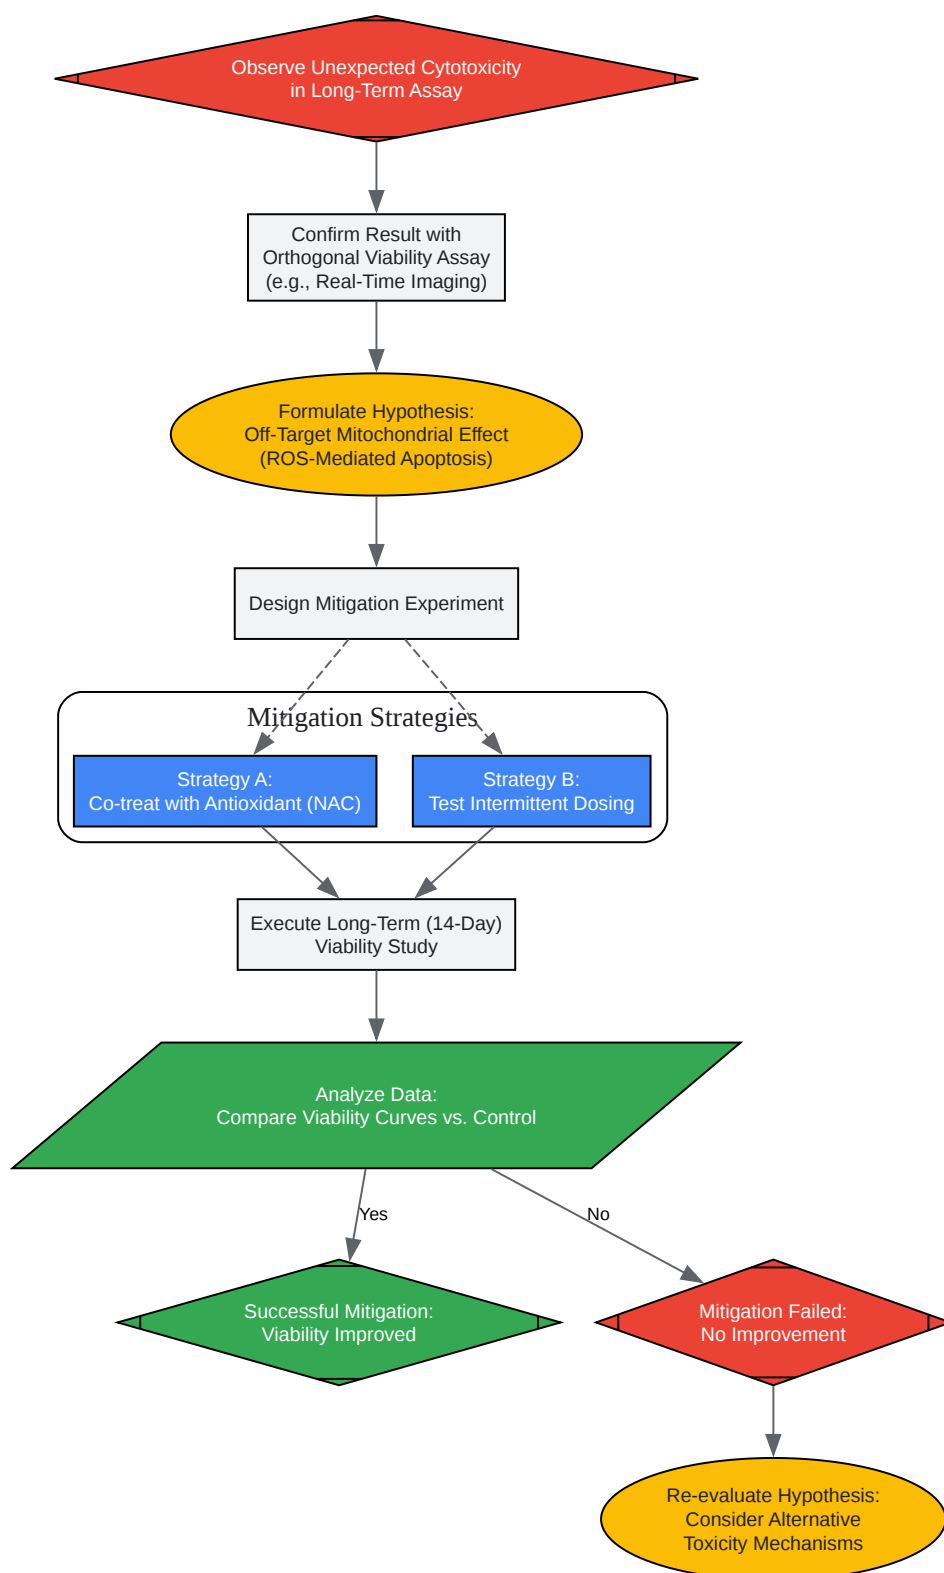 Observe Unexpected Cytotoxicity
in Long-Term Assay
Confirm Result with
Orthogonal Viability Assay
(e.g., Real-Time Imaging)
Formulate Hypothesis:
Off-Target Mitochondrial Effect
(ROS-Mediated Apoptosis)
Design Mitigation Experiment
Mitigation Strategies
Strategy A:
Co-treat with Antioxidant (NAC)
Strategy B:
Test Intermittent Dosing
Execute Long-Term (14-Day)
Viability Study
Analyze Data:
Compare Viability Curves vs. Control
Yes
No
Successful Mitigation:
Viability Improved
Mitigation Failed:
No Improvement
Re-evaluate Hypothesis:
Consider Alternative
Toxicity Mechanisms